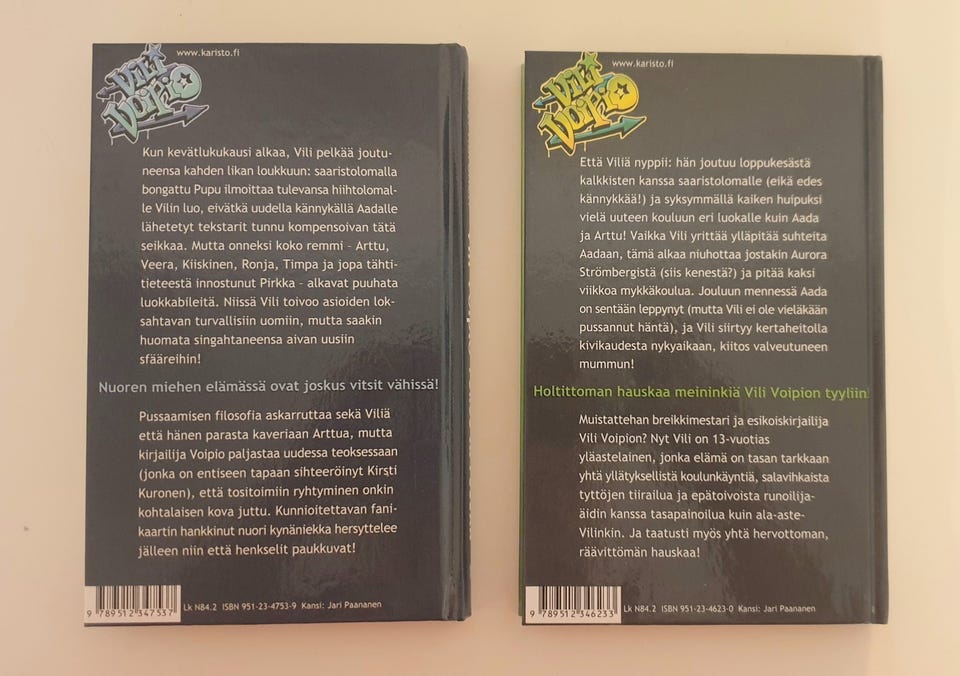 www.karisto.fi
Vili
Voipio
Kun kevätlukukausi alkaa, Vili pelkää joutu-
neensa kahden likan loukkuun: saaristolomalla
bongattu Pupu ilmoittaa tulevansa hiihtolomal-
le Vilin luo, eivätkä uudella kännykällä Aadalle
lähetetyt tekstarit tunnu kompensoivan tätä
seikkaa. Mutta onneksi koko remmi – Arttu,
Veera, Kiiskinen, Ronja, Timpa ja jopa tähti-
tieteestä innostunut Pirkka – alkavat puuhata
luokkabileitä. Niissä Vili toivoo asioiden lok-
sahtavan turvallisiin uomiin, mutta saakin
huomata singahtaneensa aivan uusiin
sfääreihin!
Nuoren miehen elämässä ovat joskus vitsit vähissä!
Pussaamisen filosofia askarruttaa sekä Viliä
että hänen parasta kaveriaan Arttua, mutta
kirjailija Voipio paljastaa uudessa teoksessaan
(jonka on entiseen tapaan sihteeröinyt Kirsti
Kuronen), että tositoimiin ryhtyminen onkin
kohtalaisen kova juttu. Kunnioitettavan fani-
kaartin hankkinut nuori kynäniekka hersyttelee
jälleen niin että henkselit paukkuvat!
9 789512 347537
Lk N84.2 ISBN 951-23-4753-9 Kansi: Jari Paananen
www.karisto.fi
Vili
Voipio
Että Viliä nyppii: hän joutuu loppukesästä
kalkkisten kanssa saaristolomalle (eikä edes
kännykkää!) ja syksymmällä kaiken huipuksi
vielä uuteen kouluun eri luokalle kuin Aada
ja Arttu! Vaikka Vili yrittää ylläpitää suhteita
Aadaan, tämä alkaa niuhottaa jostakin Aurora
Strömbergistä (siis kenestä?) ja pitää kaksi
viikkoa mykkäkoulua. Jouluun mennessä Aada
on sentään leppynyt (mutta Vili ei ole vieläkään
pussannut häntä), ja Vili siirtyy kertaheitolla
kivikaudesta nykyaikaan, kiitos valveutuneen
mummun!
Holtittoman hauskaa meininkiä Vili Voipion tyyliin!
Muistattehan breikkimestari ja esikoiskirjailija
Vili Voipion? Nyt Vili on 13-vuotias
yläastelainen, jonka elämä on tasan tarkkaan
yhtä yllätyksellistä koulunkäyntiä, salavihkaista
tyttöjen tiirailua ja epätoivoista runoilija-
äidin kanssa tasapainoilua kuin ala-aste-
Vilinkin. Ja taatusti myös yhtä hervottoman,
räävittömän hauskaa!
9 789512 346233
Lk N84.2 ISBN 951-23-4623-0 Kansi: Jari Paananen